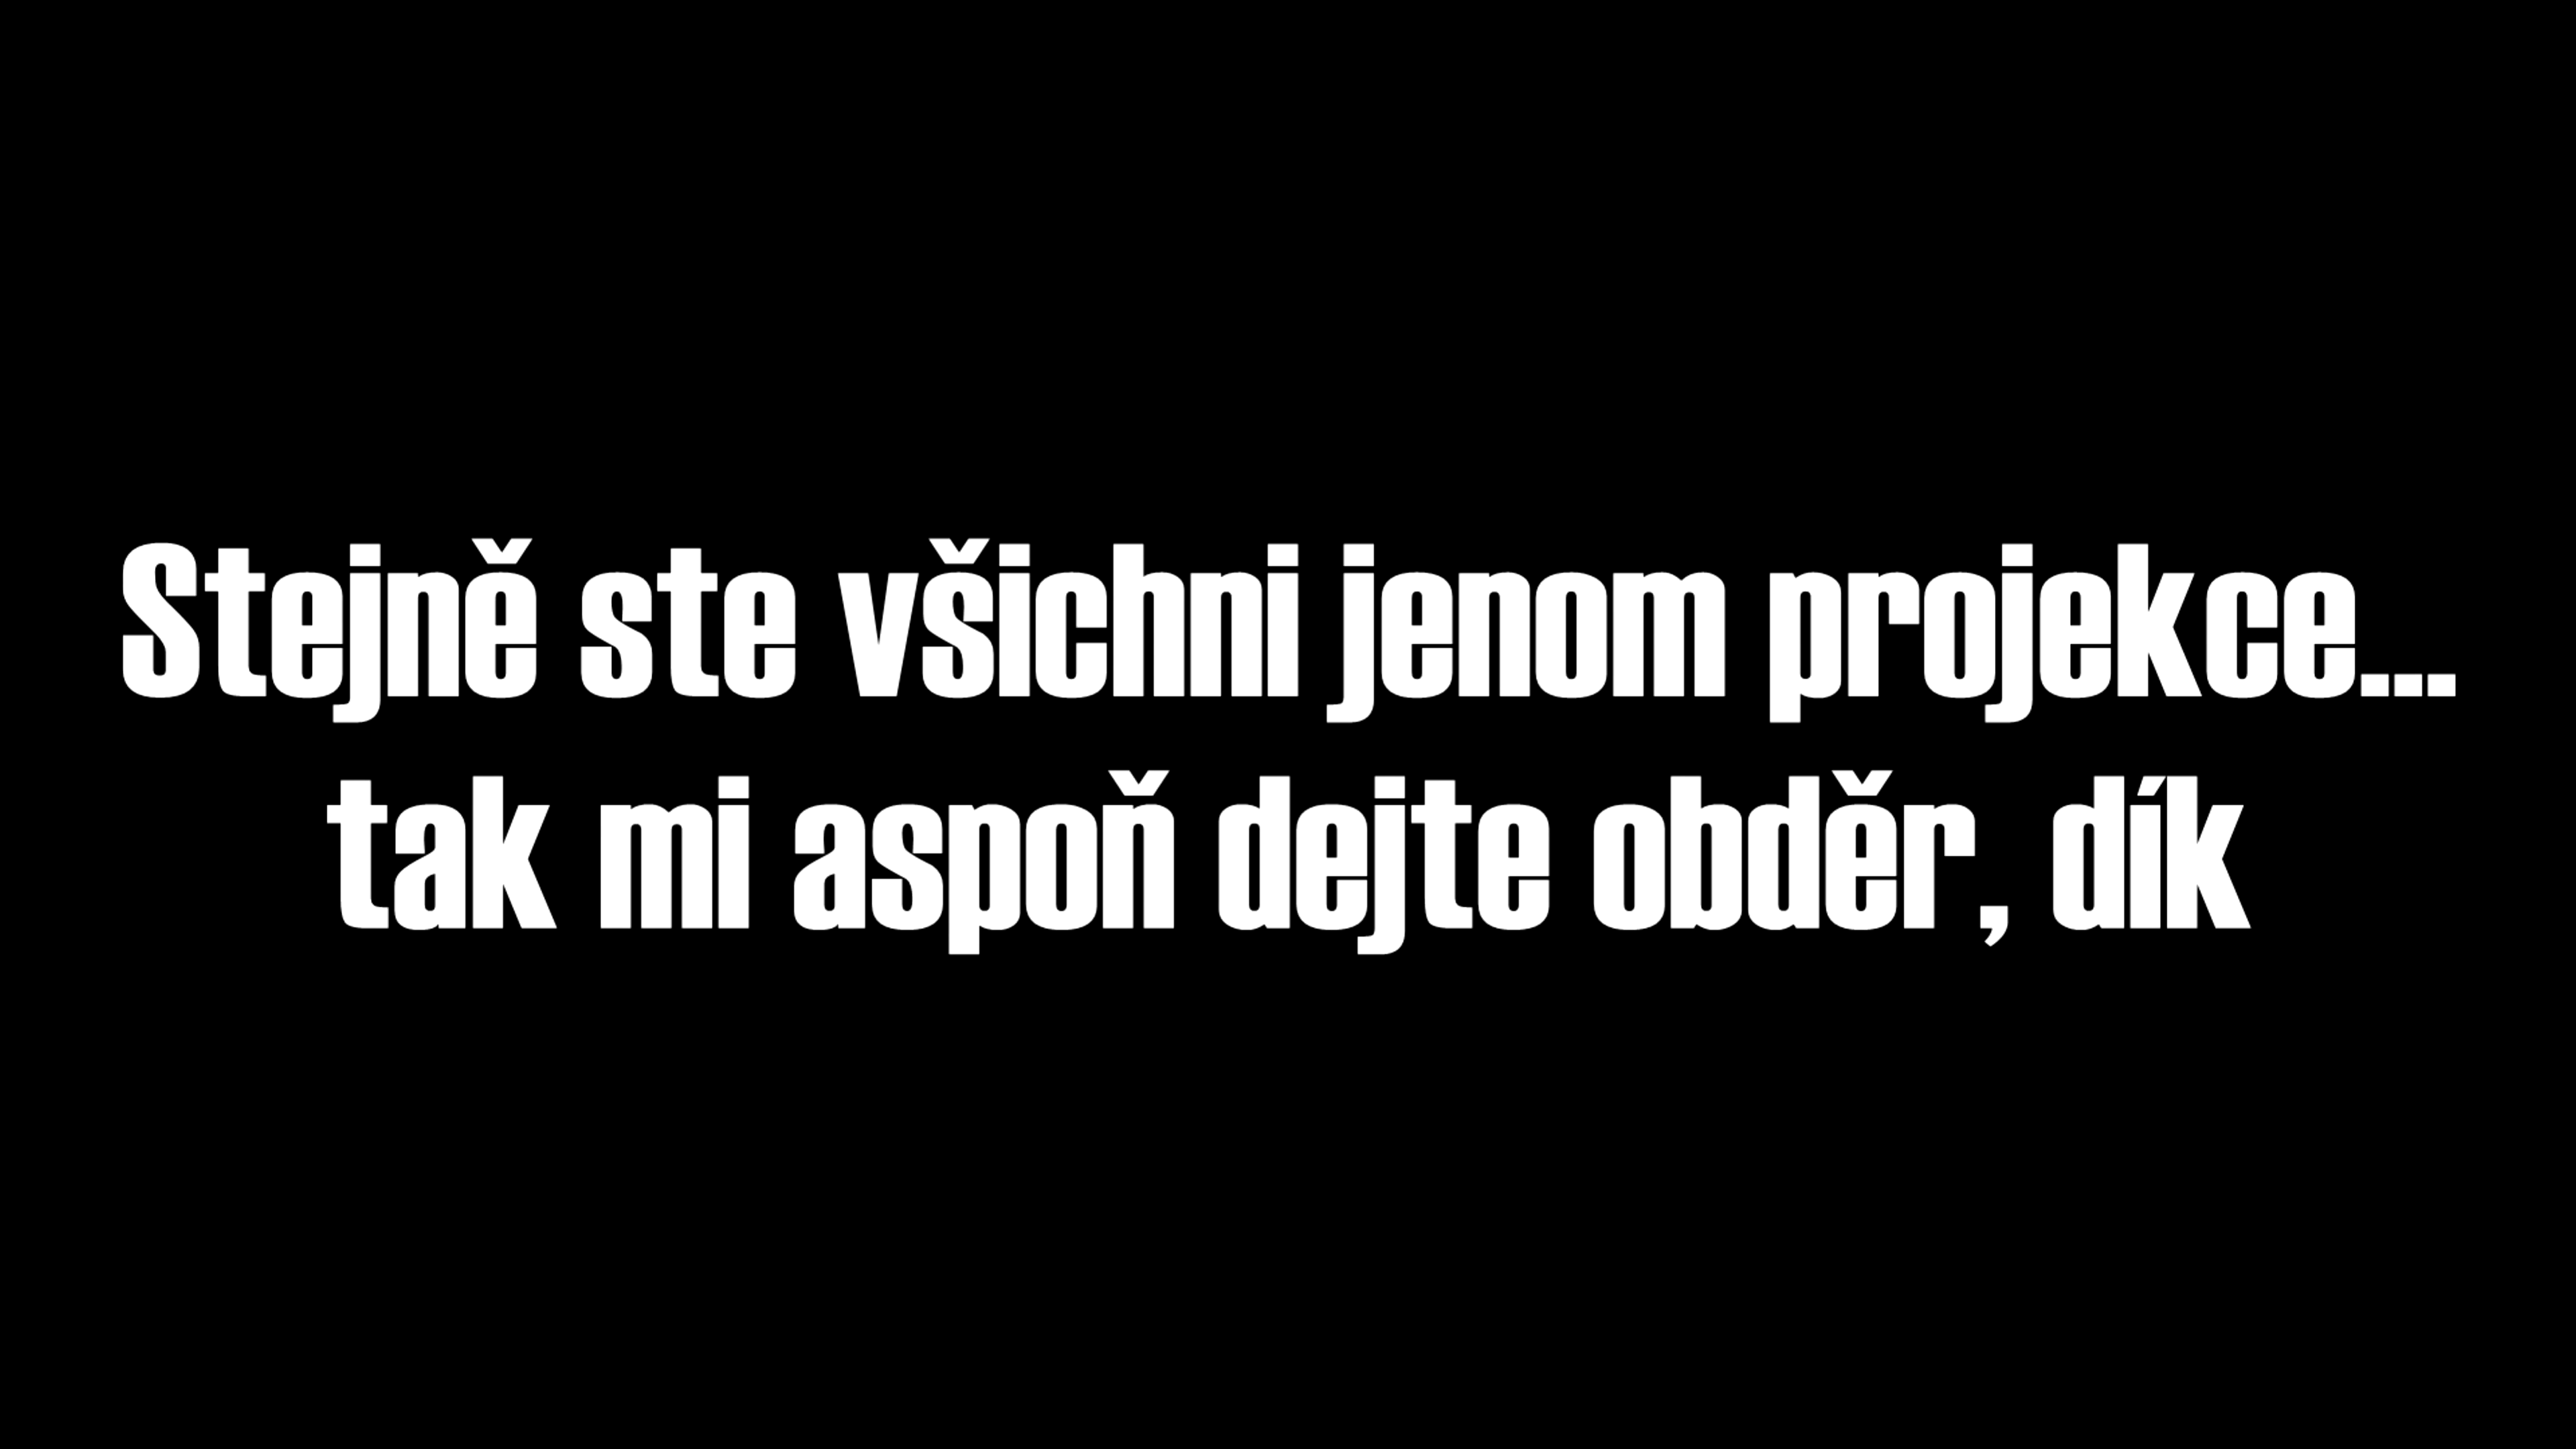 Stejně ste všichni jenom projekce...
tak mi aspoň dejte obděr, dík